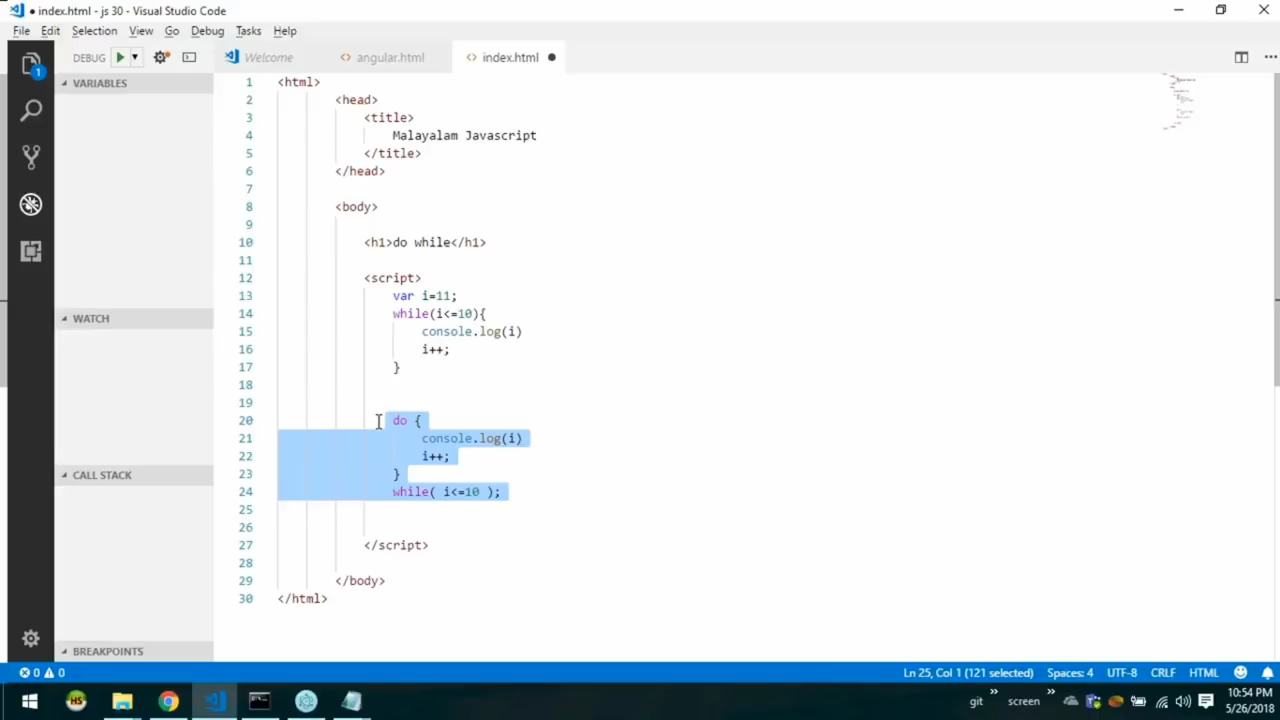 index.html - js 30 - Visual Studio Code
File Edit Selection View Go Debug Tasks Help
DEBUG Welcome angular.html index.html
1
VARIABLES
WATCH
CALL STACK
BREAKPOINTS
1 <html>
2 <head>
3 <title>
4 Malayalam Javascript
5 </title>
6 </head>
7
8 <body>
9
10 <h1>do while</h1>
11
12 <script>
13 var i=11;
14 while(i<=10){
15 console.log(i)
16 i++;
17 }
18
19
20 do {
21 console.log(i)
22 i++;
23 }
24 while( i<=10 );
25
26
27 </script>
28
29 </body>
30 </html>
0 0 Ln 25, Col 1 (121 selected) Spaces: 4 UTF-8 CRLF HTML
HS git » screen » 10:54 PM
5/26/2018